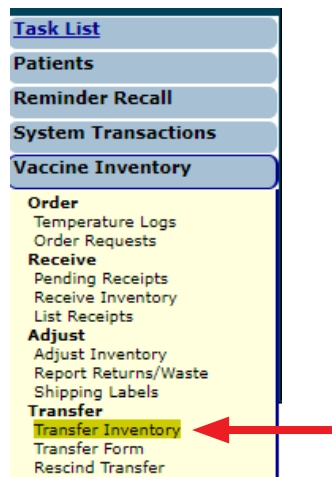 Task List
Patients
Reminder Recall
System Transactions
Vaccine Inventory
Order
Temperature Logs
Order Requests
Receive
Pending Receipts
Receive Inventory
List Receipts
Adjust
Adjust Inventory
Report Returns/Waste
Shipping Labels
Transfer
Transfer Inventory
Transfer Form
Rescind Transfer